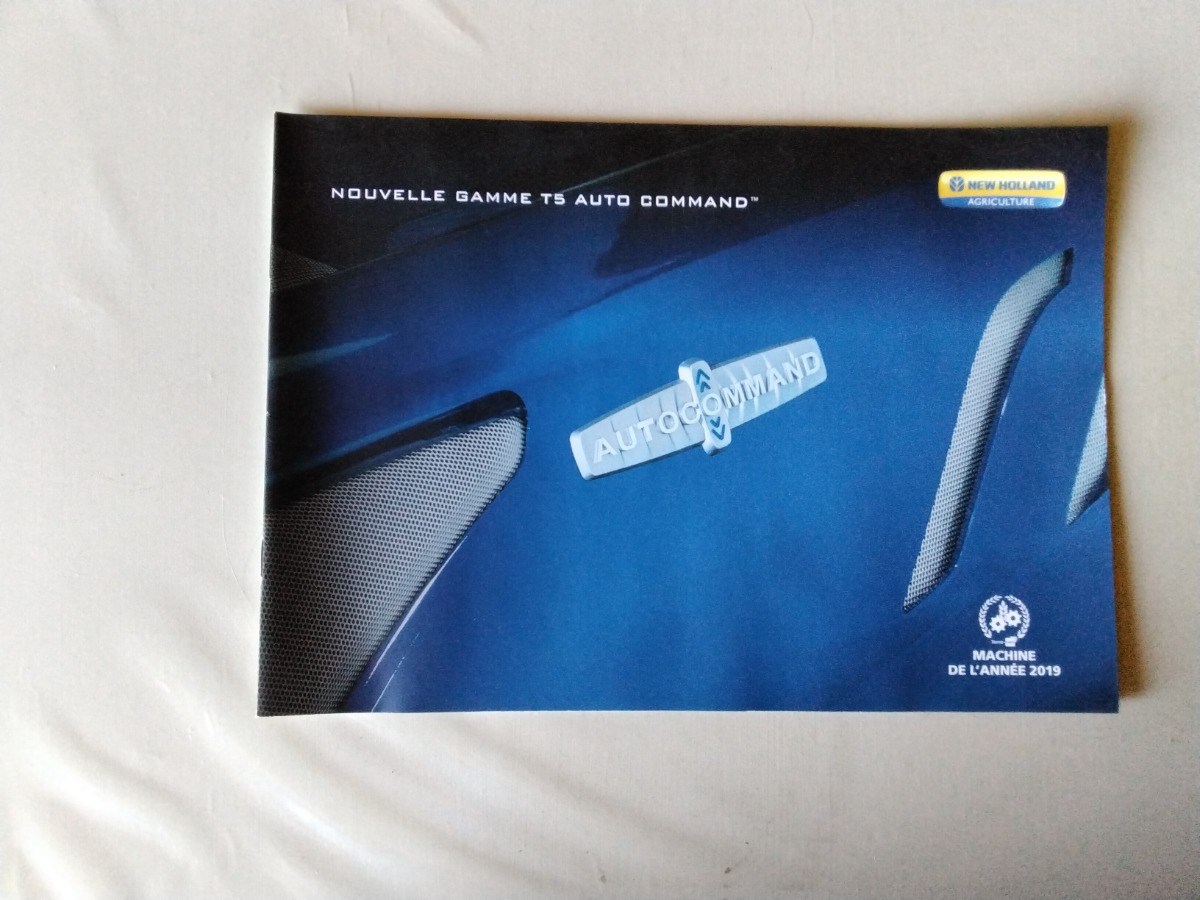 NOUVELLE GAMME T5 AUTO COMMAND™
NEW HOLLAND
AGRICULTURE
AUTOCOMMAND
MACHINE
DE L'ANNÉE 2019